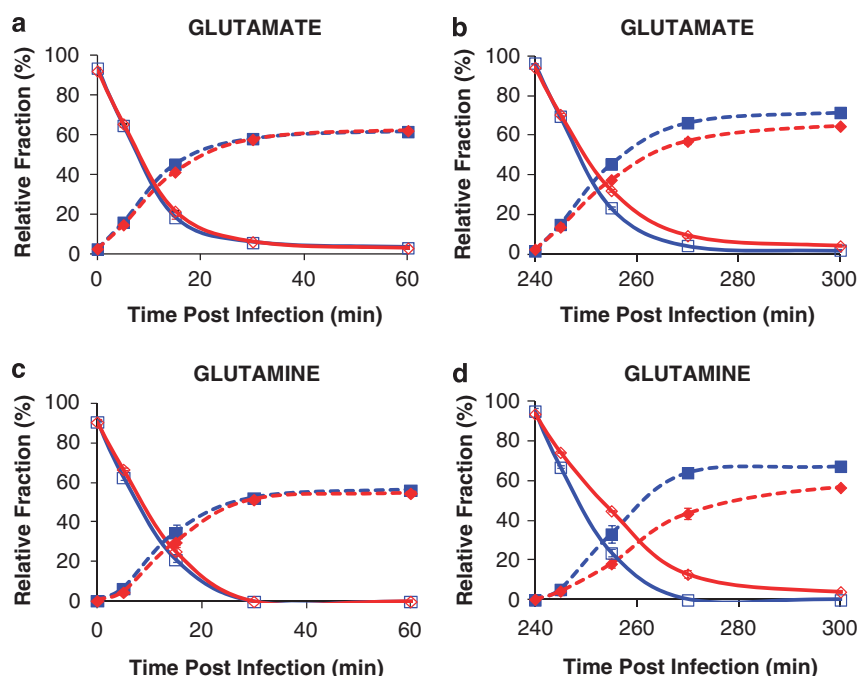 a
GLUTAMATE
Relative Fraction (%)
100
80
60
40
20
0
0 20 40 60
Time Post Infection (min)
b
GLUTAMATE
Relative Fraction (%)
100
80
60
40
20
0
240 260 280 300
Time Post Infection (min)
c
GLUTAMINE
Relative Fraction (%)
100
80
60
40
20
0
0 20 40 60
Time Post Infection (min)
d
GLUTAMINE
Relative Fraction (%)
100
80
60
40
20
0
240 260 280 300
Time Post Infection (min)